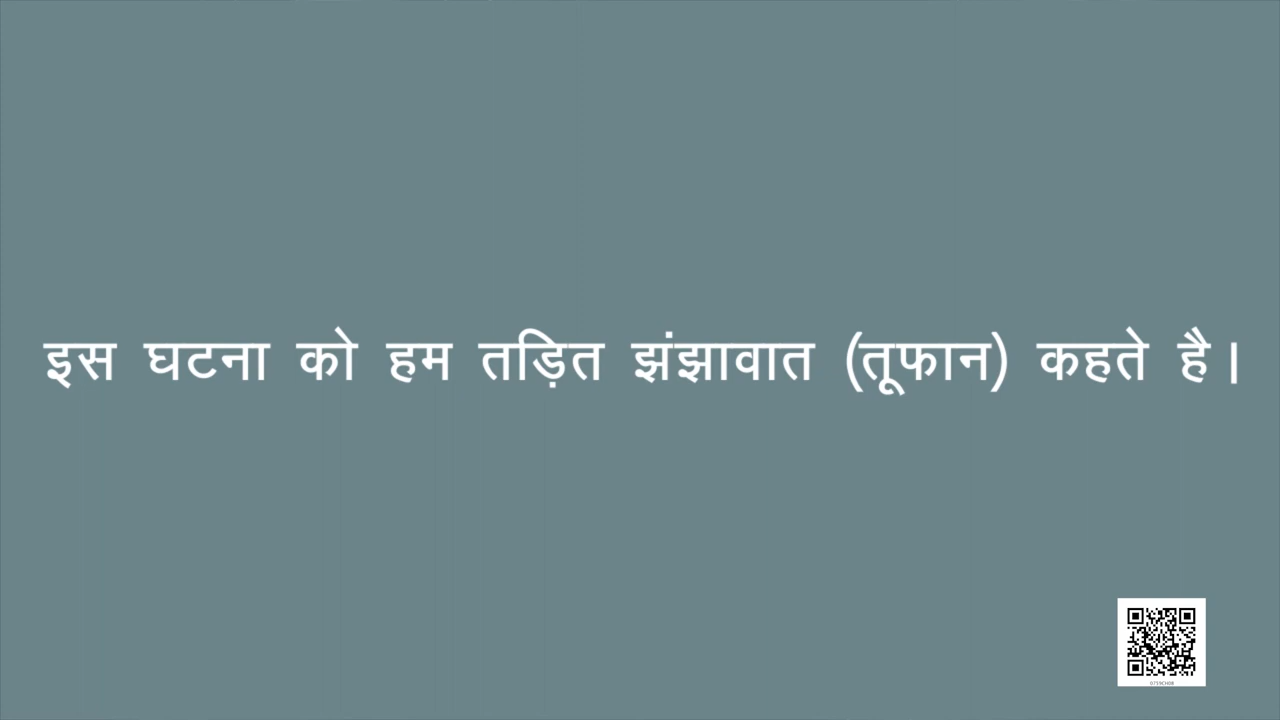 इस घटना को हम तड़ित झंझावात (तूफान) कहते है।